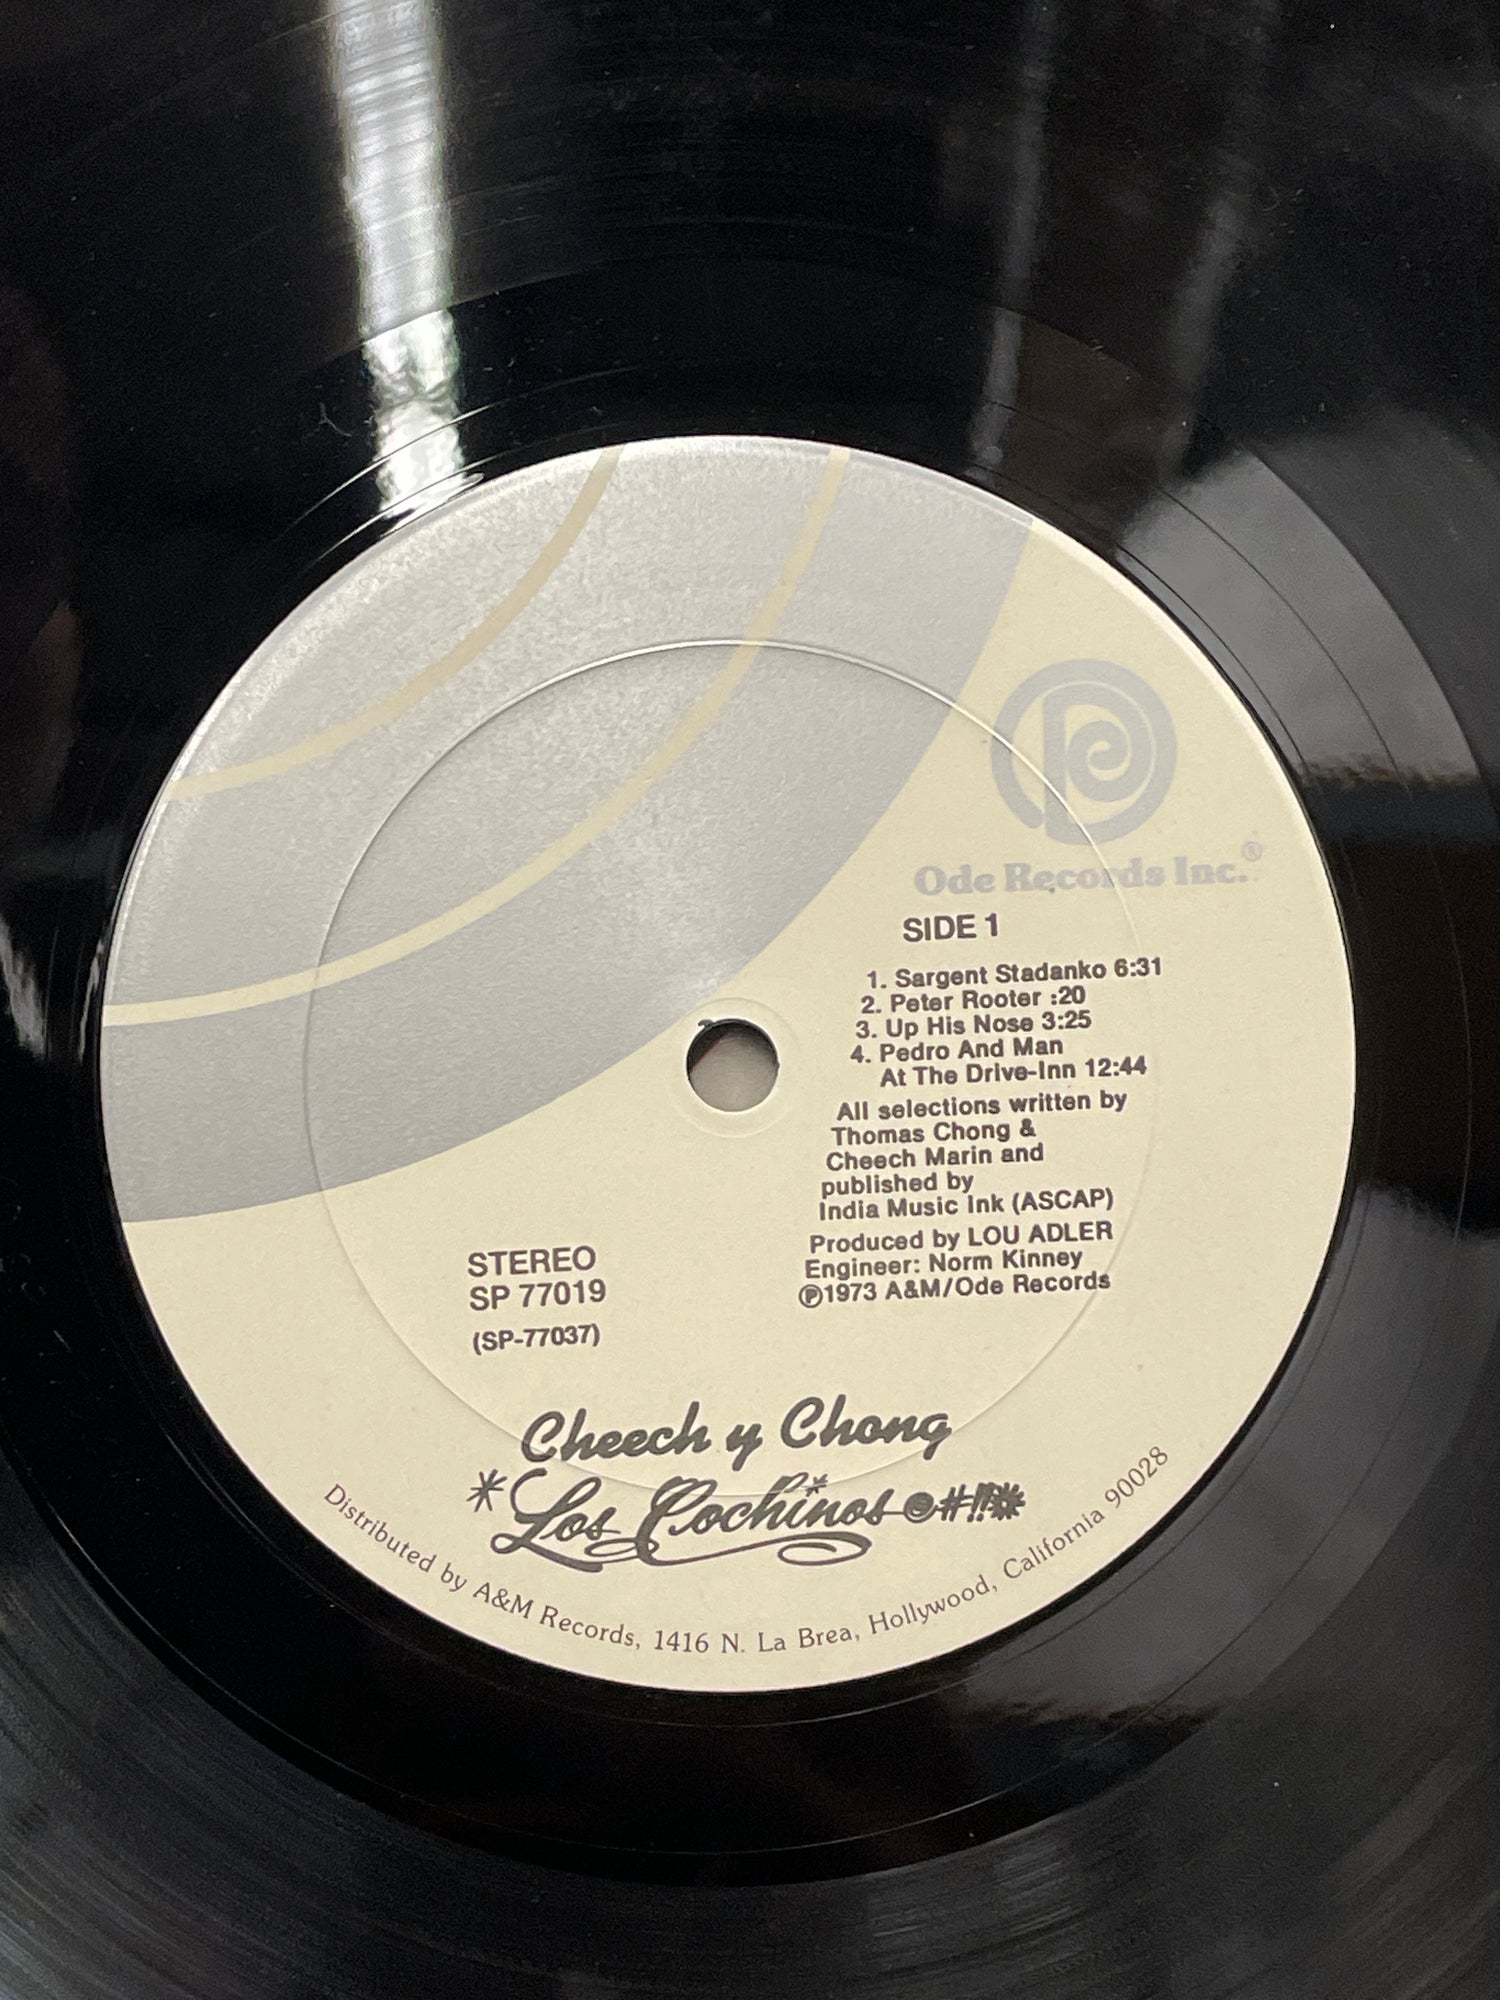 Ode Records Inc.®
SIDE 1
1. Sargent Stadanko 6:31
2. Peter Rooter :20
3. Up His Nose 3:25
4. Pedro And Man
At The Drive-Inn 12:44
All selections written by
Thomas Chong &
Cheech Marin and
published by
India Music Ink (ASCAP)
Produced by LOU ADLER
Engineer: Norm Kinney
℗1973 A&M/Ode Records
STEREO
SP 77019
(SP-77037)
Cheech y Chong
*Los Cochinos @#!!*
Distributed by A&M Records, 1416 N. La Brea, Hollywood, California 90028